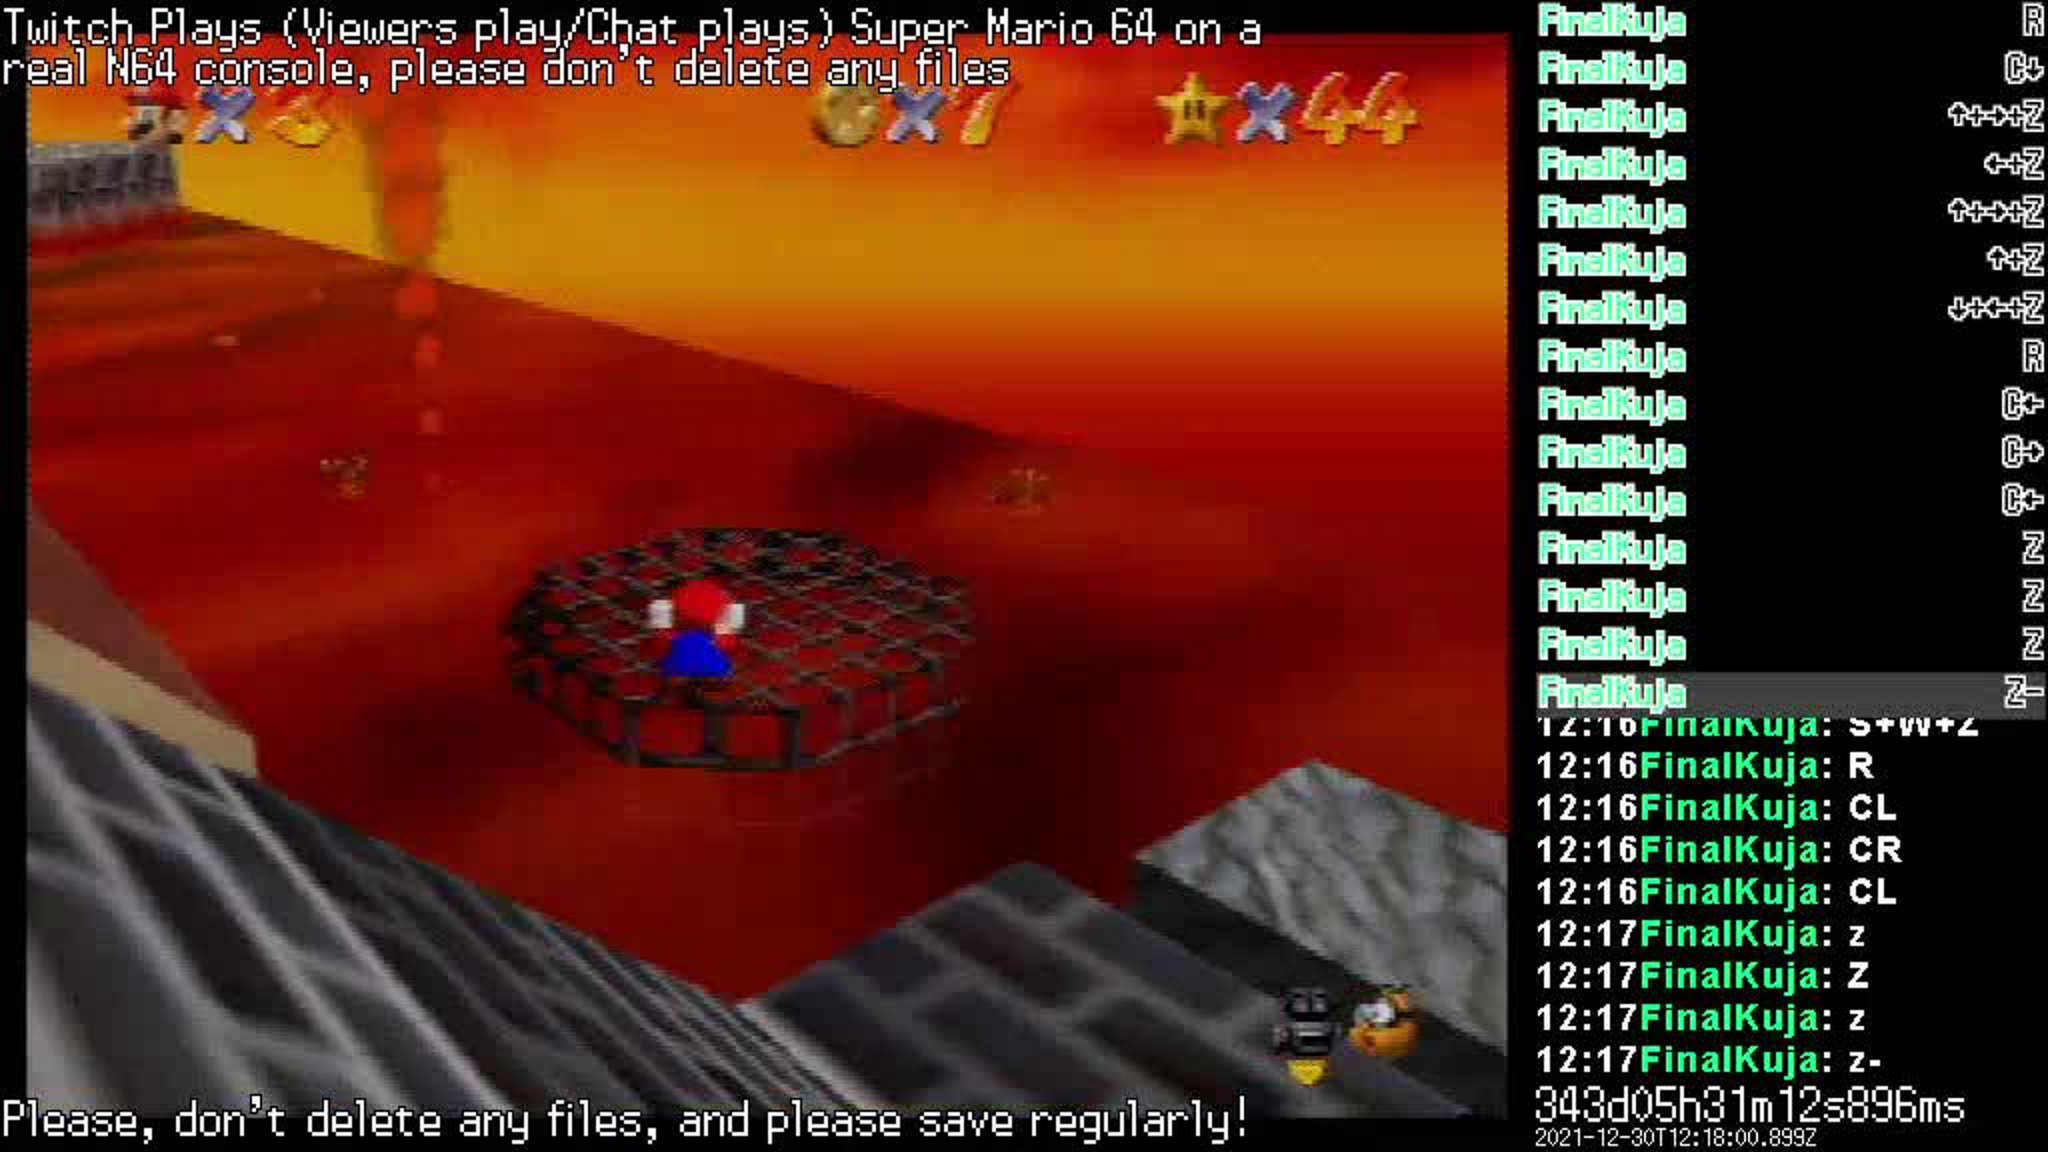 Twitch Plays (Viewers play/Chat plays) Super Mario 64 on a
real N64 console, please don't delete any files
×
× 7
× 44
FinalKuja R
FinalKuja C↓
FinalKuja ↑+→+Z
FinalKuja ←+Z
FinalKuja ↑+→+Z
FinalKuja ↑+Z
FinalKuja ↓+←+Z
FinalKuja R
FinalKuja C←
FinalKuja C→
FinalKuja C←
FinalKuja Z
FinalKuja Z
FinalKuja Z
FinalKuja Z-
12:16FinalKuja: S+W+Z
12:16FinalKuja: R
12:16FinalKuja: CL
12:16FinalKuja: CR
12:16FinalKuja: CL
12:17FinalKuja: z
12:17FinalKuja: Z
12:17FinalKuja: z
12:17FinalKuja: z-
Please, don't delete any files, and please save regularly!
343d05h31m12s896ms
2021-12-30T12:18:00.899Z